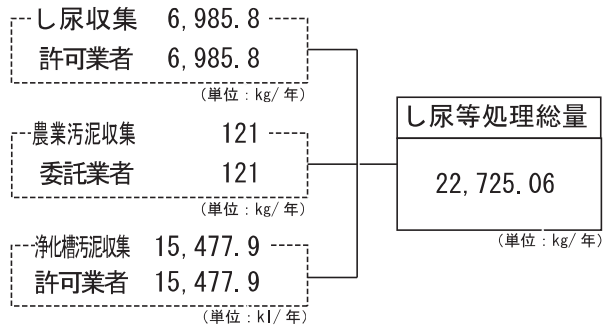 し尿収集 6,985.8
許可業者 6,985.8
(単位:kg/年)
農業汚泥収集 121
委託業者 121
(単位:kg/年)
浄化槽汚泥収集 15,477.9
許可業者 15,477.9
(単位:kl/年)
し尿等処理総量
22,725.06
(単位:kg/年)